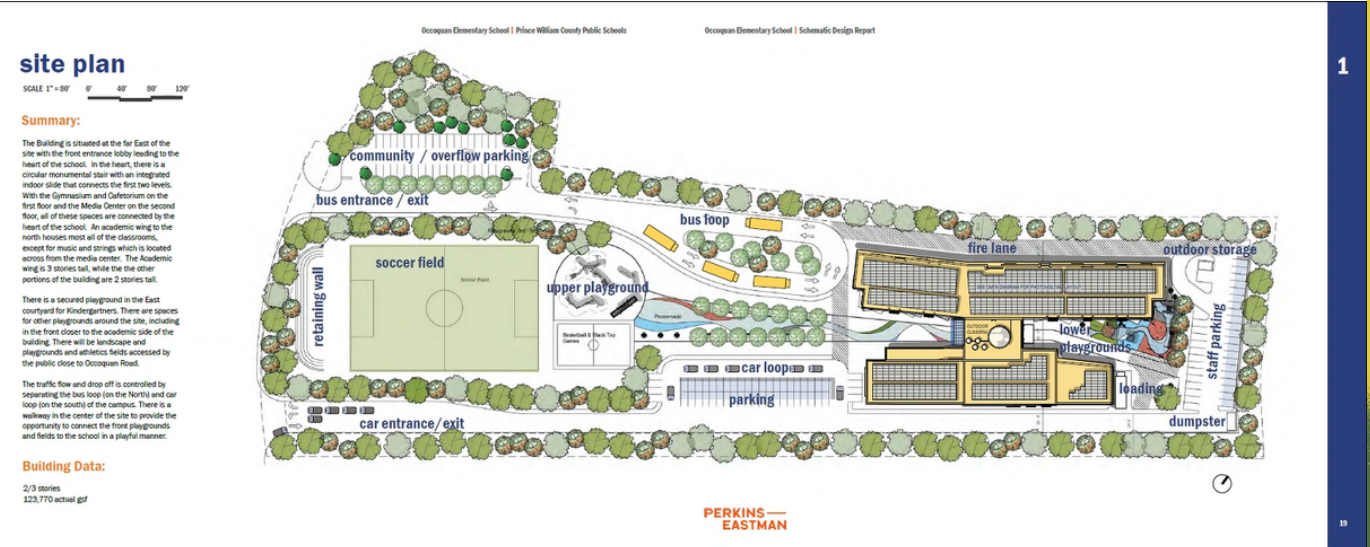 Occoquan Elementary School | Prince William County Public Schools
Occoquan Elementary School | Schematic Design Report
1
site plan
SCALE 1" = 80'
0' 40' 80' 120'
Summary:
The Building is situated at the far East of the
site with the front entrance lobby leading to the
heart of the school. In the heart, there is a
circular monumental stair with an integrated
indoor slide that connects the first two levels.
With the Gymnasium and Cafetorium on the
first floor and the Media Center on the second
floor, all of these spaces are connected by the
heart of the school. An academic wing to the
north houses most all of the classrooms,
except for music and strings which is located
across from the media center. The Academic
wing is 3 stories tall, while the the other
portions of the building are 2 stories tall.
There is a secured playground in the East
courtyard for Kindergartners. There are spaces
for other playgrounds around the site, including
in the front closer to the academic side of the
building. There will be landscape and
playgrounds and athletics fields accessed by
the public close to Occoquan Road.
The traffic flow and drop off is controlled by
separating the bus loop (on the North) and car
loop (on the south) of the campus. There is a
walkway in the center of the site to provide the
opportunity to connect the front playgrounds
and fields to the school in a playful manner.
Building Data:
2/3 stories
123,770 actual gsf
community / overflow parking
bus entrance / exit
bus loop
fire lane
outdoor storage
soccer field
Soccer Field
retaining wall
upper playground
Promenade
Basketball & Black Top
Games
OUTDOOR
CLASSROOM
lower
playgrounds
staff parking
car loop
parking
loading
car entrance/exit
dumpster
PERKINS—
EASTMAN
19